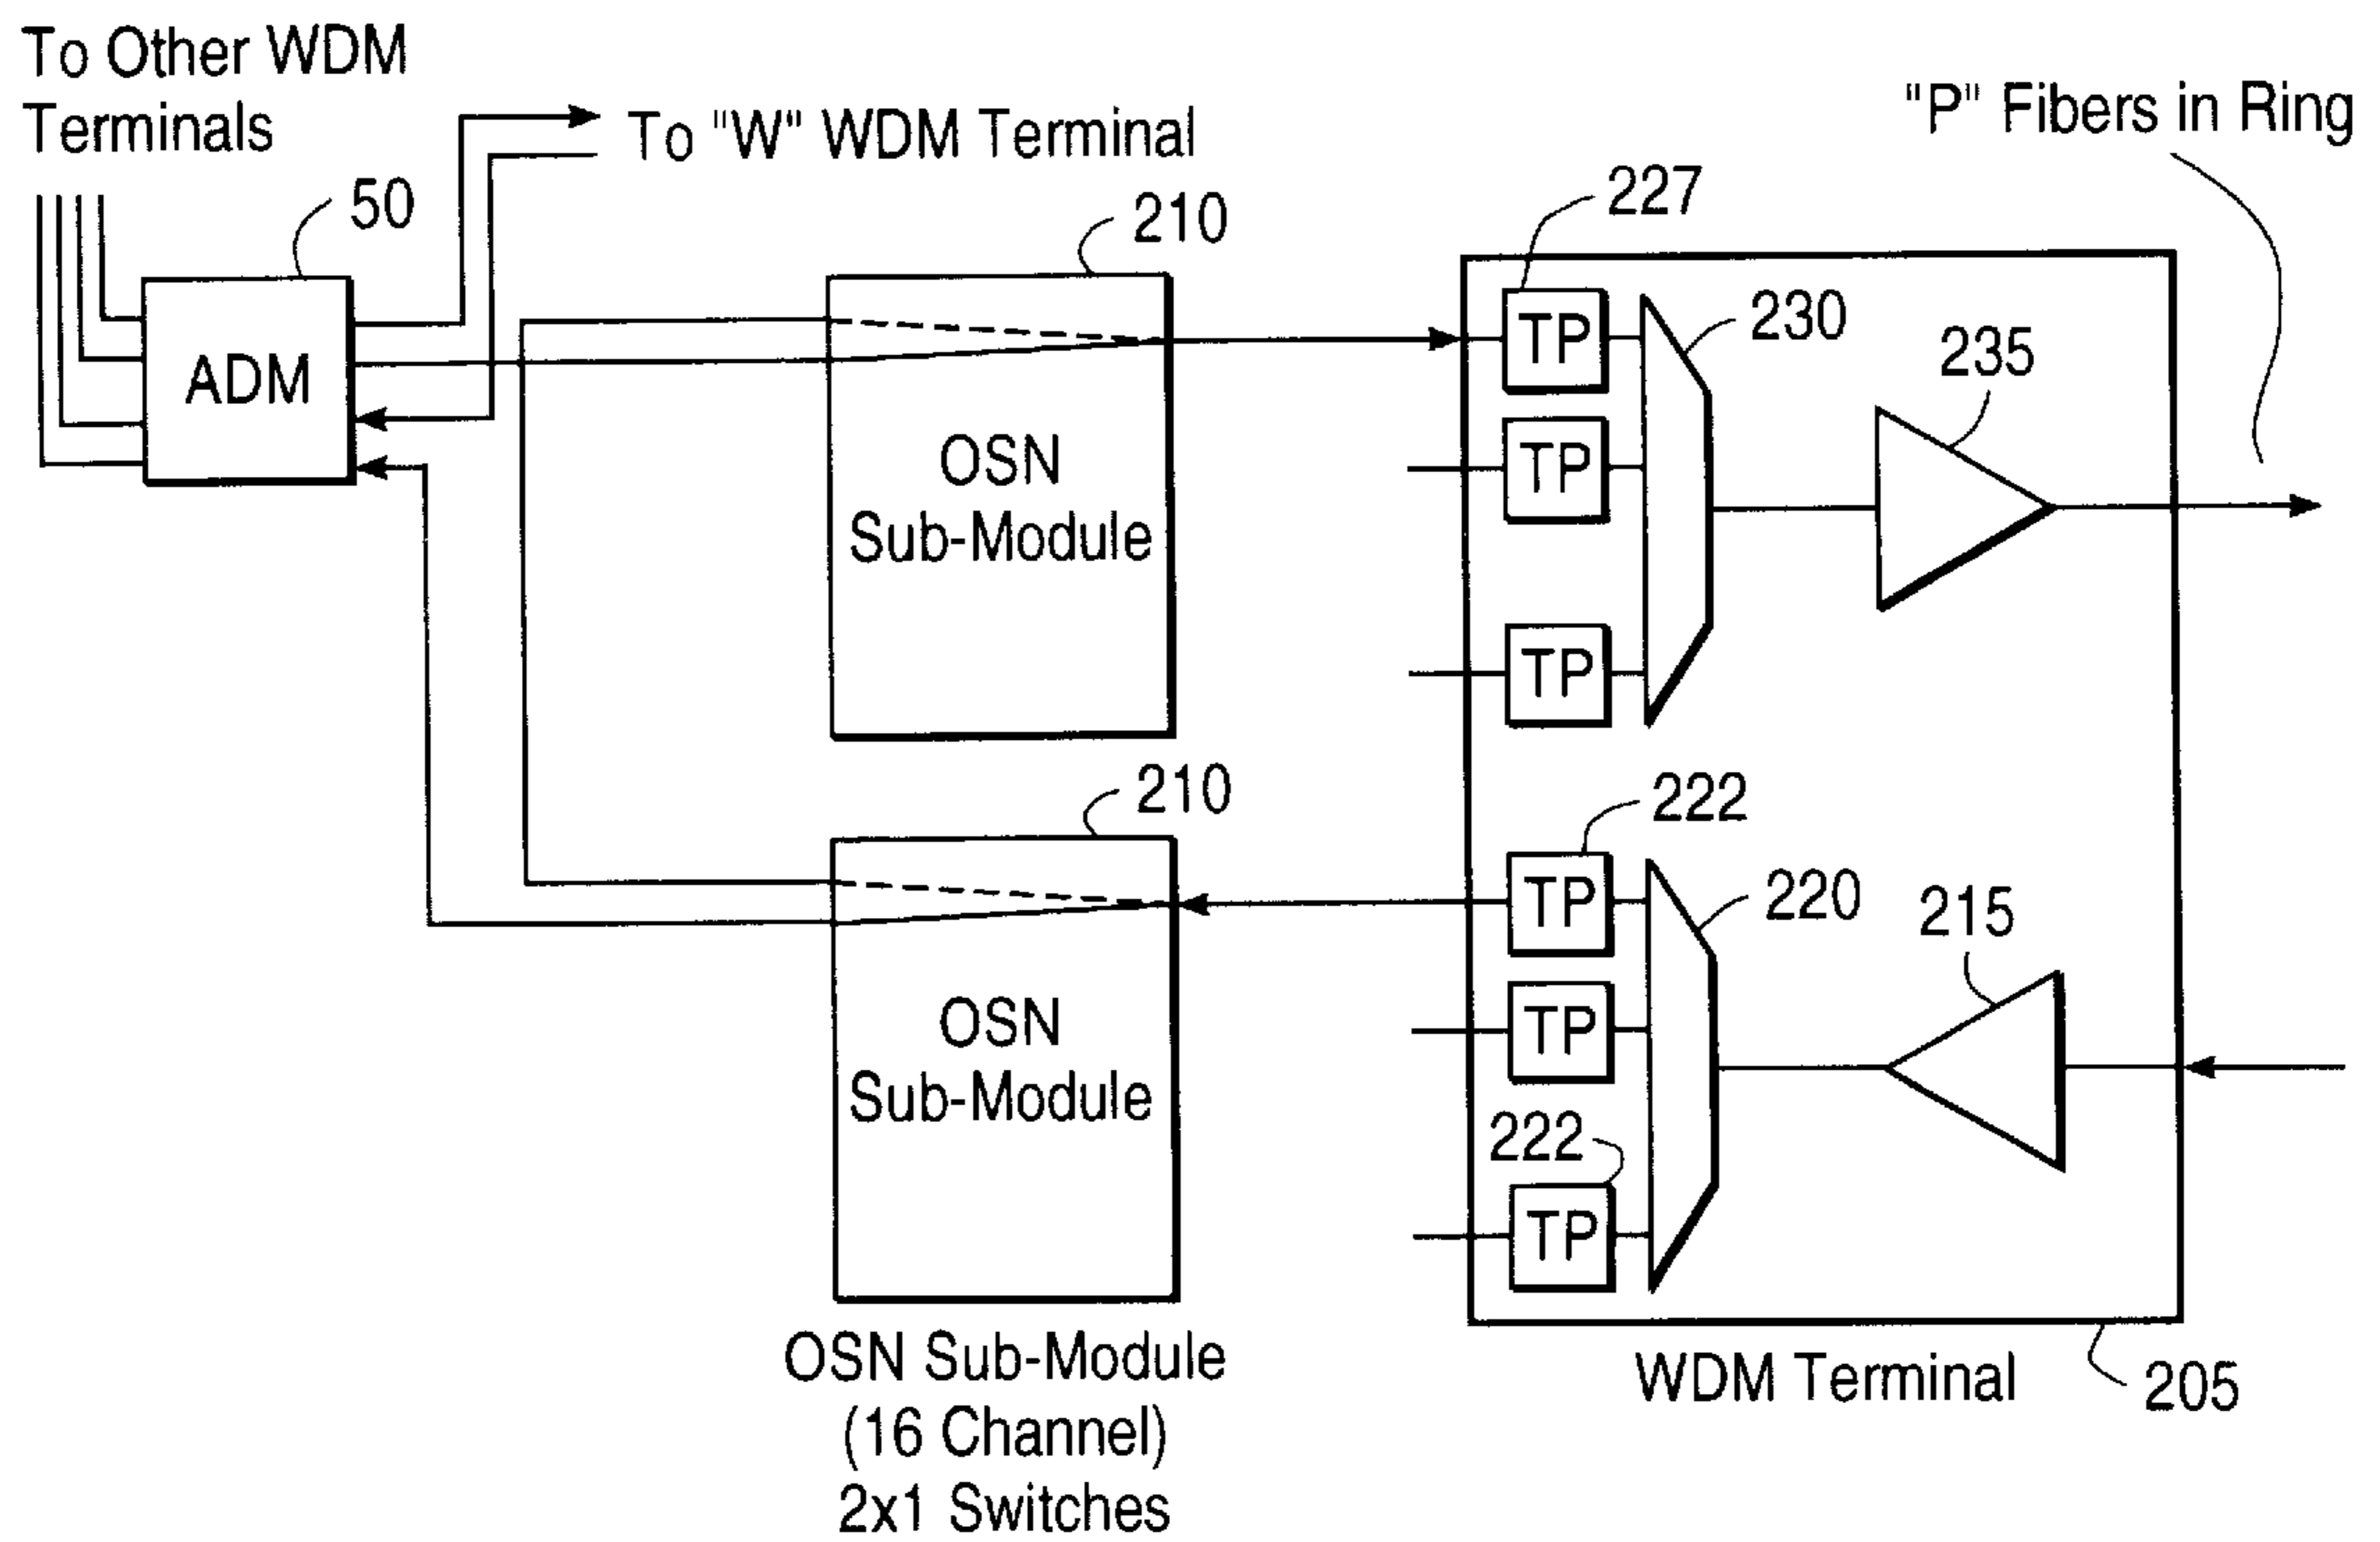 To Other WDM
Terminals
To "W" WDM Terminal
"P" Fibers in Ring
50
210
227
ADM
OSN
Sub-Module
TP
TP
TP
230
235
210
OSN
Sub-Module
222
TP
TP
222
TP
220
215
OSN Sub-Module
(16 Channel)
2x1 Switches
WDM Terminal
205